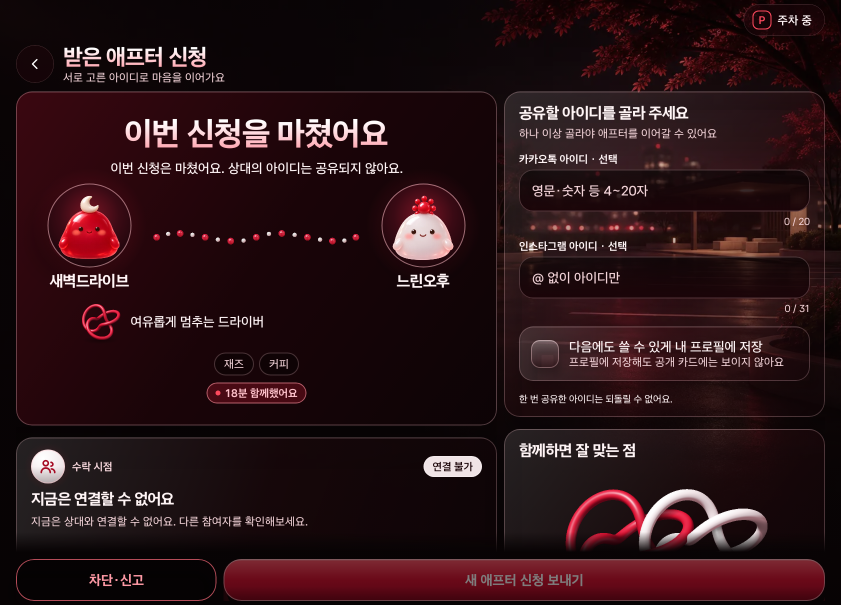 P 주차 중
받은 애프터 신청
서로 고른 아이디로 마음을 이어가요
이번 신청을 마쳤어요
이번 신청은 마쳤어요. 상대의 아이디는 공유되지 않아요.
새벽드라이브
느린오후
여유롭게 멈추는 드라이버
재즈
커피
18분 함께했어요
수락 시점
연결 불가
지금은 연결할 수 없어요
지금은 상대와 연결할 수 없어요. 다른 참여자를 확인해보세요.
공유할 아이디를 골라 주세요
하나 이상 골라야 애프터를 이어갈 수 있어요
카카오톡 아이디 · 선택
영문·숫자 등 4~20자
0 / 20
인스타그램 아이디 · 선택
@ 없이 아이디만
0 / 31
다음에도 쓸 수 있게 내 프로필에 저장
프로필에 저장해도 공개 카드에는 보이지 않아요
한 번 공유한 아이디는 되돌릴 수 없어요.
함께하면 잘 맞는 점
차단·신고
새 애프터 신청 보내기